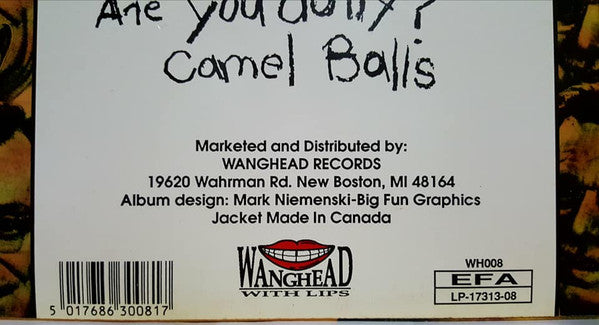 Are you
Camel Balls
Marketed and Distributed by:
WANGHEAD RECORDS
19620 Wahrman Rd. New Boston, MI 48164
Album design: Mark Niemenski-Big Fun Graphics
Jacket Made In Canada
WANGHEAD
WITH LIPS
WH008
EFA
LP-17313-08
5 017686 300817